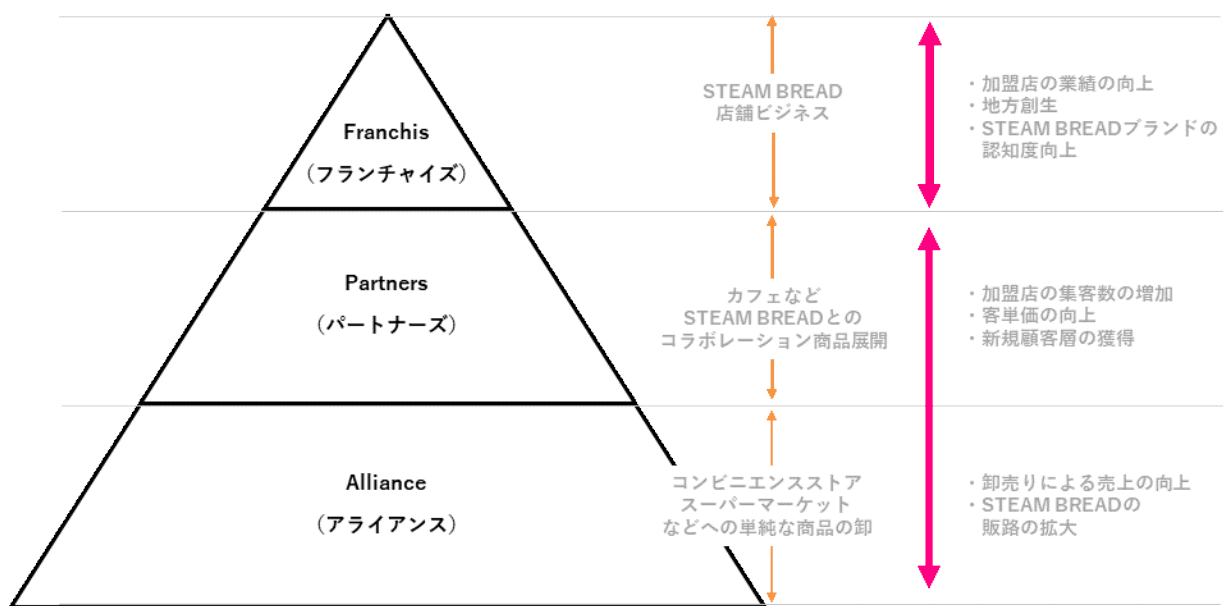 Franchis
(フランチャイズ)
STEAM BREAD
店舗ビジネス
・加盟店の業績の向上
・地方創生
・STEAM BREADブランドの
認知度向上
Partners
(パートナーズ)
カフェなど
STEAM BREADとの
コラボレーション商品展開
・加盟店の集客数の増加
・客単価の向上
・新規顧客層の獲得
Alliance
(アライアンス)
コンビニエンスストア
スーパーマーケット
などへの単純な商品の卸
・卸売りによる売上の向上
・STEAM BREADの
販路の拡大